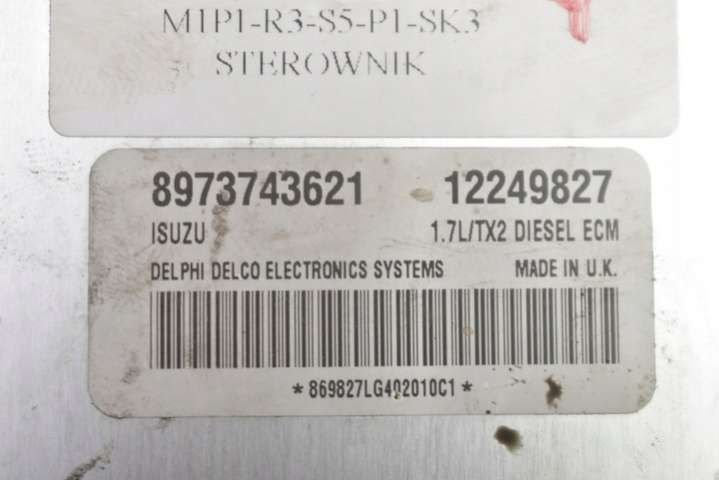 M1P1-R3-S5-P1-SK3
STEROWNIK
8973743621 12249827
ISUZU 1.7L/TX2 DIESEL ECM
DELPHI DELCO ELECTRONICS SYSTEMS MADE IN U.K.
*869827LG402010C1*